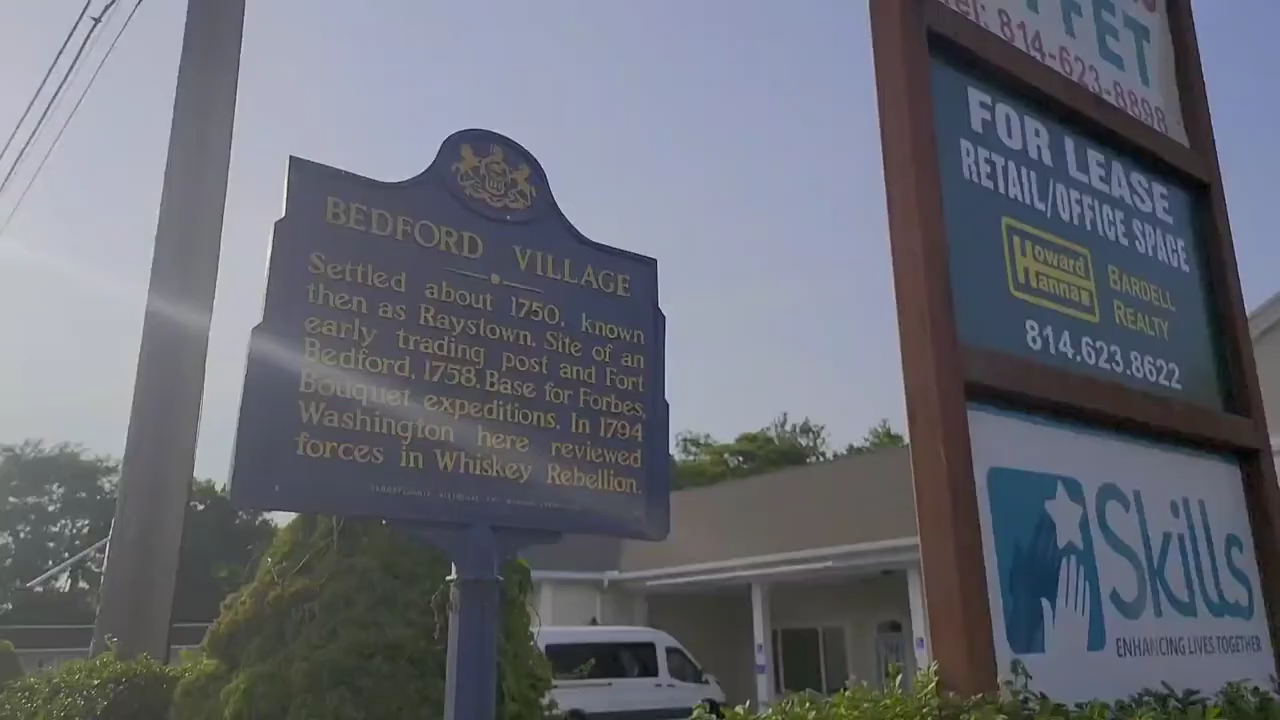 BEDFORD VILLAGE
Settled about 1750, known
then as Raystown. Site of an
early trading post and Fort
Bedford, 1758. Base for Forbes,
Bouquet expeditions. In 1794
Washington here reviewed
forces in Whiskey Rebellion.
Tel: 814-623-8898
FOR LEASE
RETAIL/OFFICE SPACE
Howard
Hanna
BARDELL
REALTY
814.623.8622
Skills
ENHANCING LIVES TOGETHER